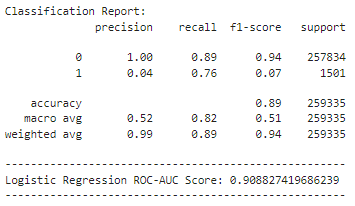 Classification Report:
precision recall f1-score support
0 1.00 0.89 0.94 257834
1 0.04 0.76 0.07 1501
accuracy 0.89 259335
macro avg 0.52 0.82 0.51 259335
weighted avg 0.99 0.89 0.94 259335
----------------------------------------------------
Logistic Regression ROC-AUC Score: 0.908827419686239
----------------------------------------------------